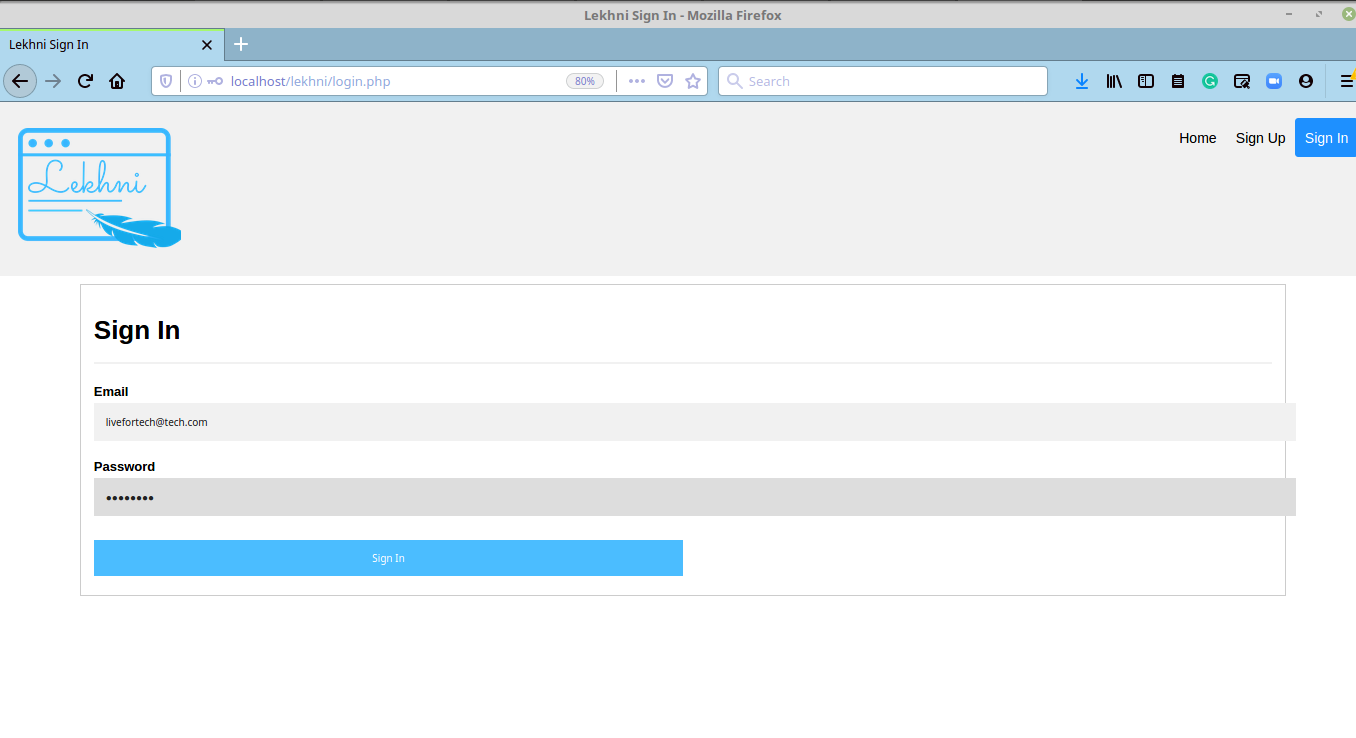 Lekhni Sign In - Mozilla Firefox
Lekhni Sign In
localhost/lekhni/login.php 80% Search
Home Sign Up Sign In
Lekhni
Sign In
Email
livefortech@tech.com
Password
••••••••
Sign In